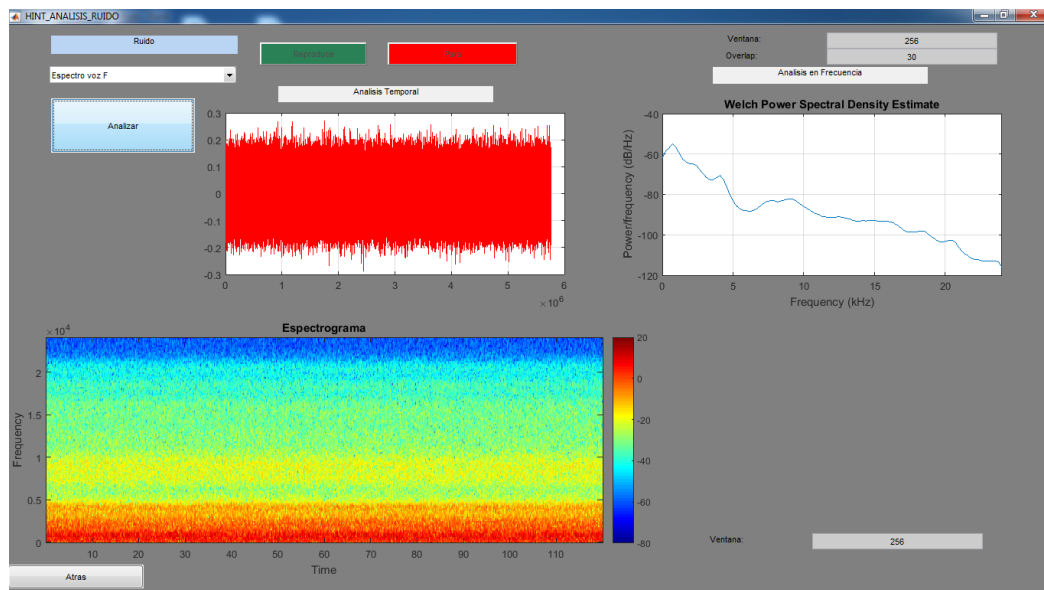 HINT_ANALISIS_RUIDO
Ruido
Reproducir
Ventana:
256
Overlap:
30
Espectro voz F
Analisis en Frecuencia
Analisis Temporal
Analizar
Welch Power Spectral Density Estimate
0.3
0.2
0.1
0
-0.1
-0.2
-0.3
0 1 2 3 4 5 6
×10^6
-40
-60
-80
-100
-120
Power/frequency (dB/Hz)
0 5 10 15 20
Frequency (kHz)
Espectrograma
×10^4
2
1.5
1
0.5
0
Frequency
10 20 30 40 50 60 70 80 90 100 110
Time
20
0
-20
-40
-60
-80
Ventana:
256
Atras